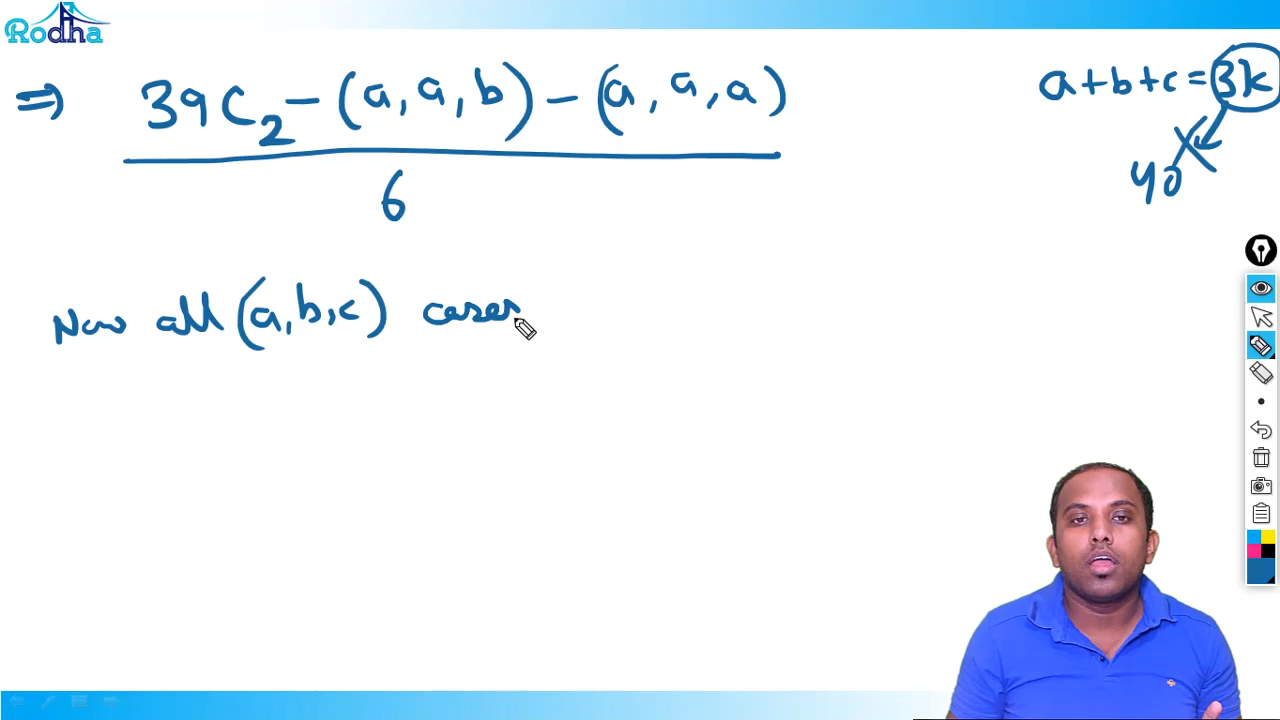 Rodha
⇒ 39C₂ − (a, a, b) − (a, a, a)
6
a + b + c = 3k
40
Now all (a, b, c) cases